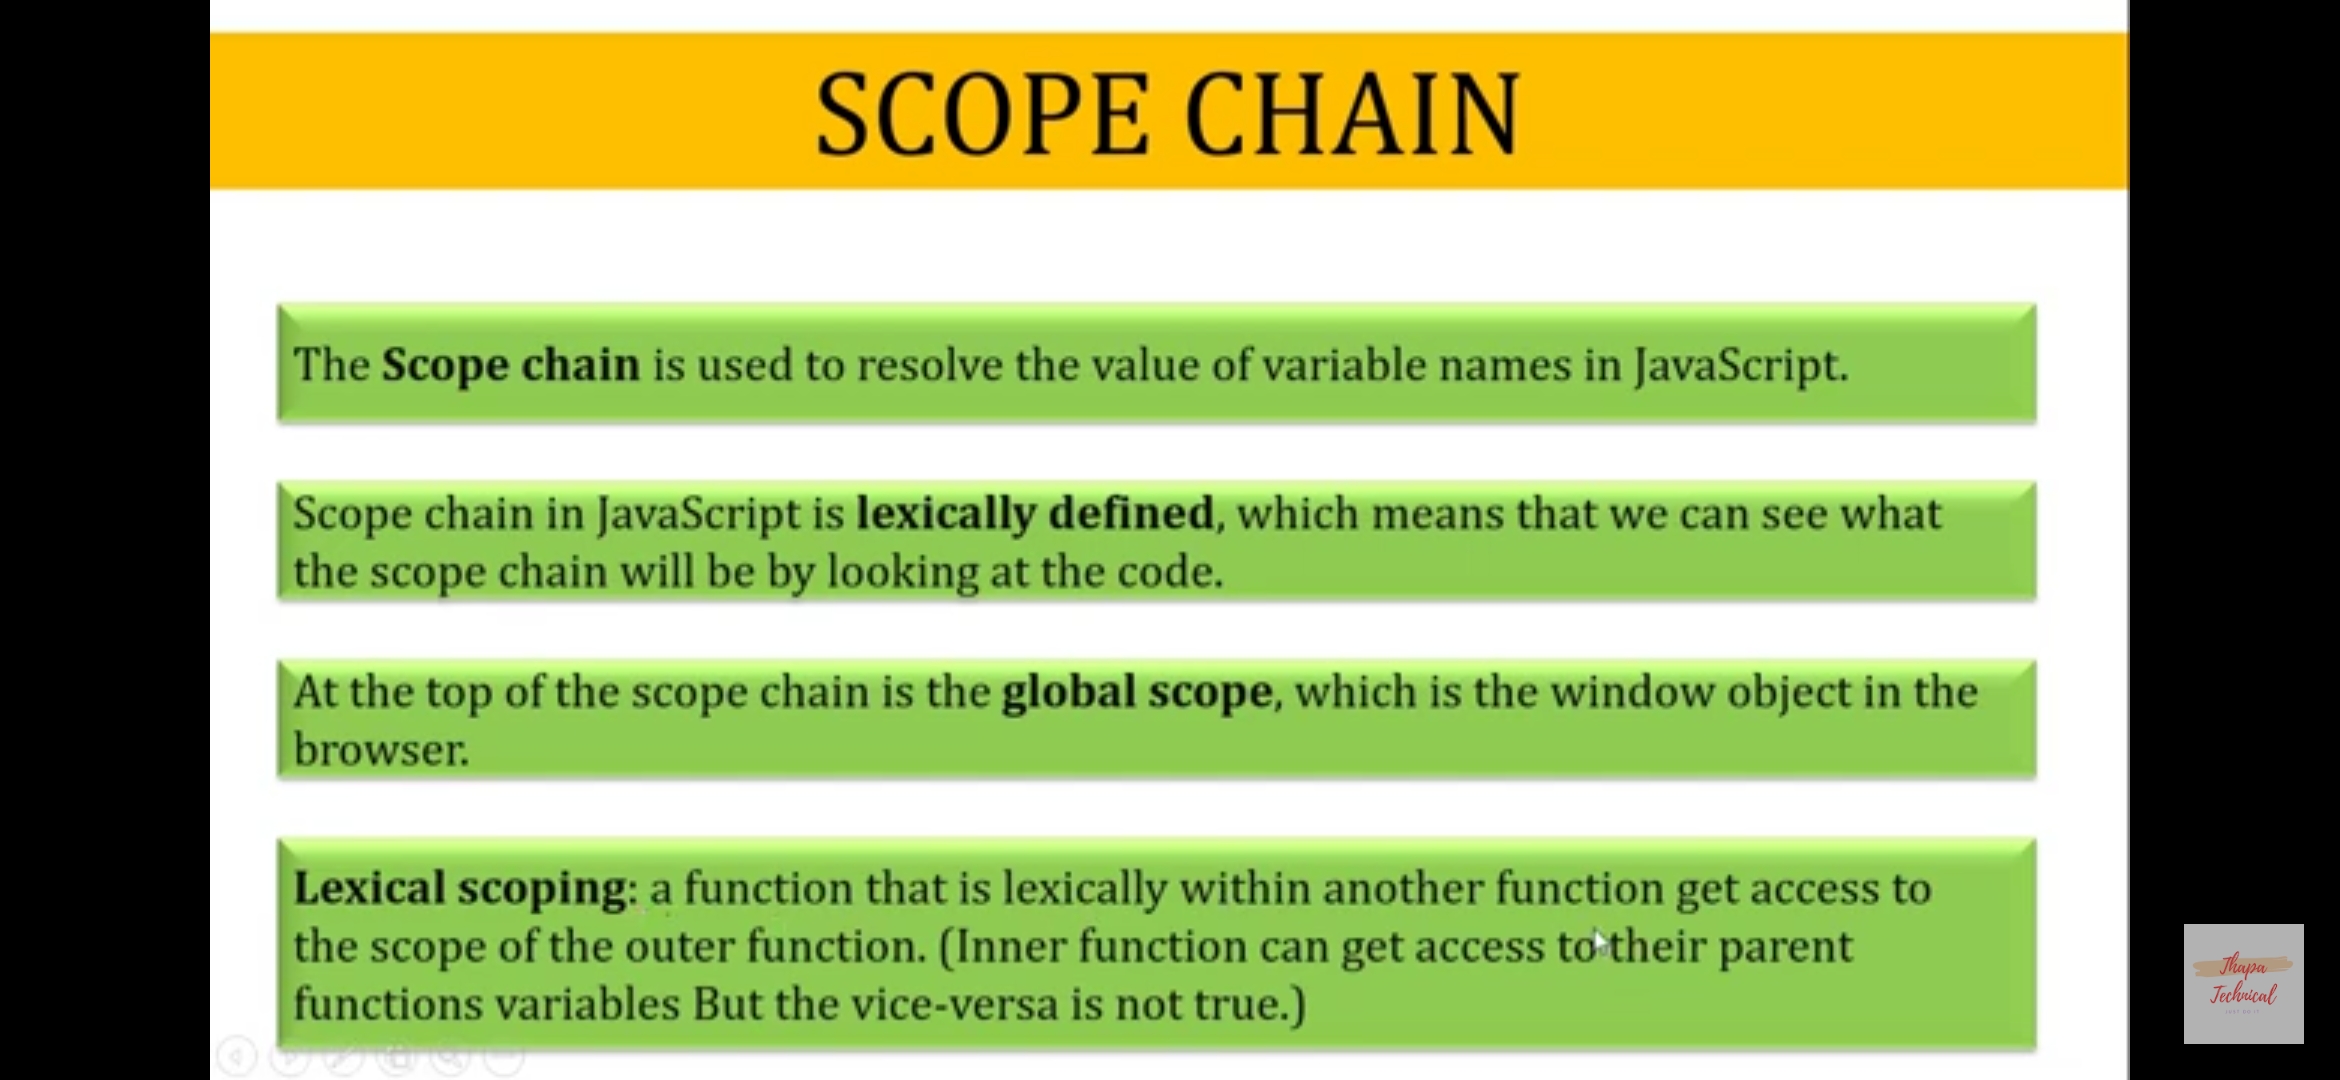 SCOPE CHAIN
The Scope chain is used to resolve the value of variable names in JavaScript.
Scope chain in JavaScript is lexically defined, which means that we can see what
the scope chain will be by looking at the code.
At the top of the scope chain is the global scope, which is the window object in the
browser.
Lexical scoping: a function that is lexically within another function get access to
the scope of the outer function. (Inner function can get access to their parent
functions variables But the vice-versa is not true.)
Thapa
Technical